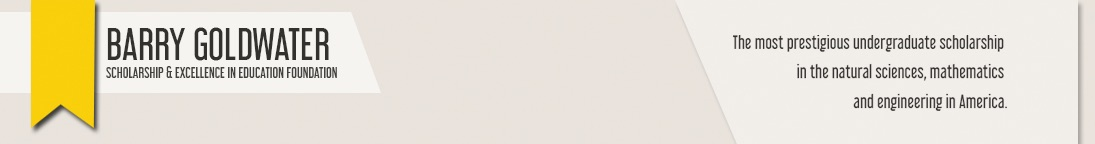 BARRY GOLDWATER
SCHOLARSHIP & EXCELLENCE IN EDUCATION FOUNDATION
The most prestigious undergraduate scholarship
in the natural sciences, mathematics
and engineering in America.